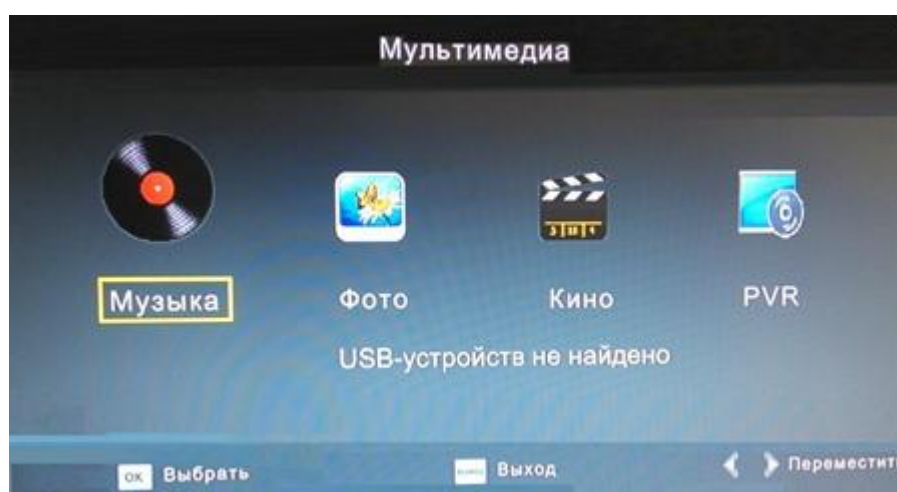 Мультимедиа
Музыка Фото Кино PVR
USB-устройств не найдено
OK Выбрать Выход Переместит